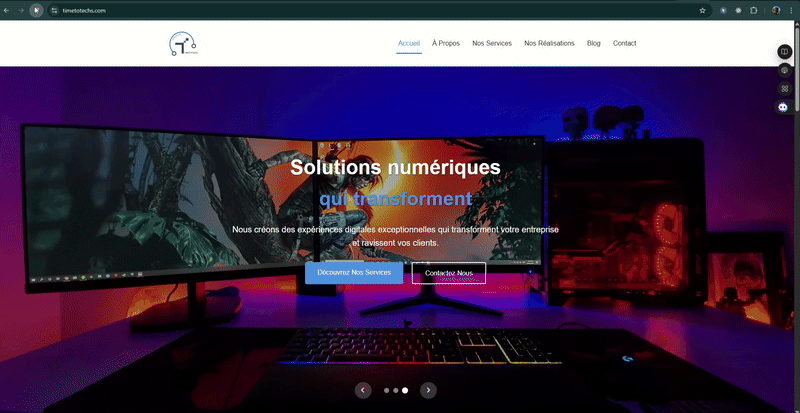 timetotechs.com
Accueil
À Propos
Nos Services
Nos Réalisations
Blog
Contact
Solutions numériques
qui transforment
Nous créons des expériences digitales exceptionnelles qui transforment votre entreprise
et ravissent vos clients.
Découvrez Nos Services
Contactez Nous